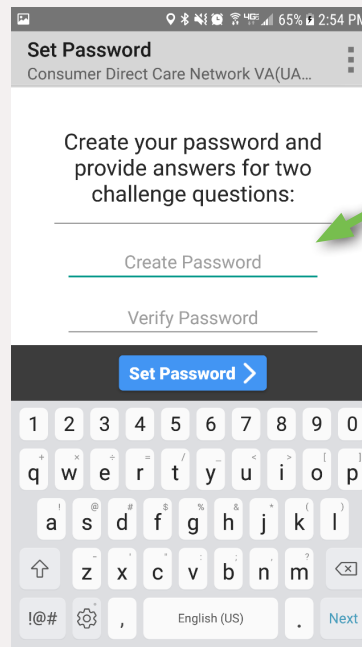 4GE 65% 2:54 PM
Set Password
Consumer Direct Care Network VA(UA...
Create your password and
provide answers for two
challenge questions:
Create Password
Verify Password
Set Password
1 2 3 4 5 6 7 8 9 0
+ × ÷ = / _ < > [ ]
q w e r t y u i o p
! @ # $ % & * ( )
a s d f g h j k l
- ' " : ; , ?
z x c v b n m
!@# , English (US) . Next